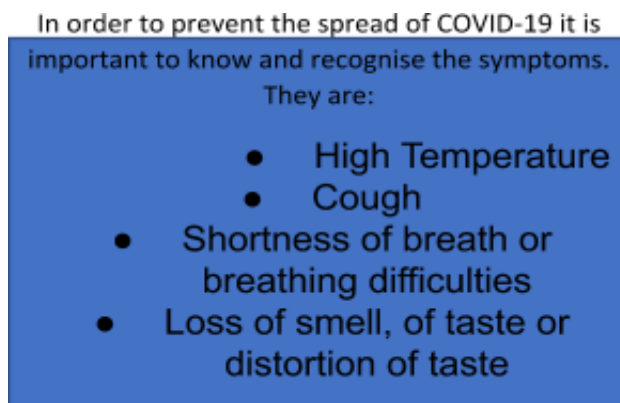 In order to prevent the spread of COVID-19 it is
important to know and recognise the symptoms.
They are:
● High Temperature
● Cough
● Shortness of breath or
breathing difficulties
● Loss of smell, of taste or
distortion of taste